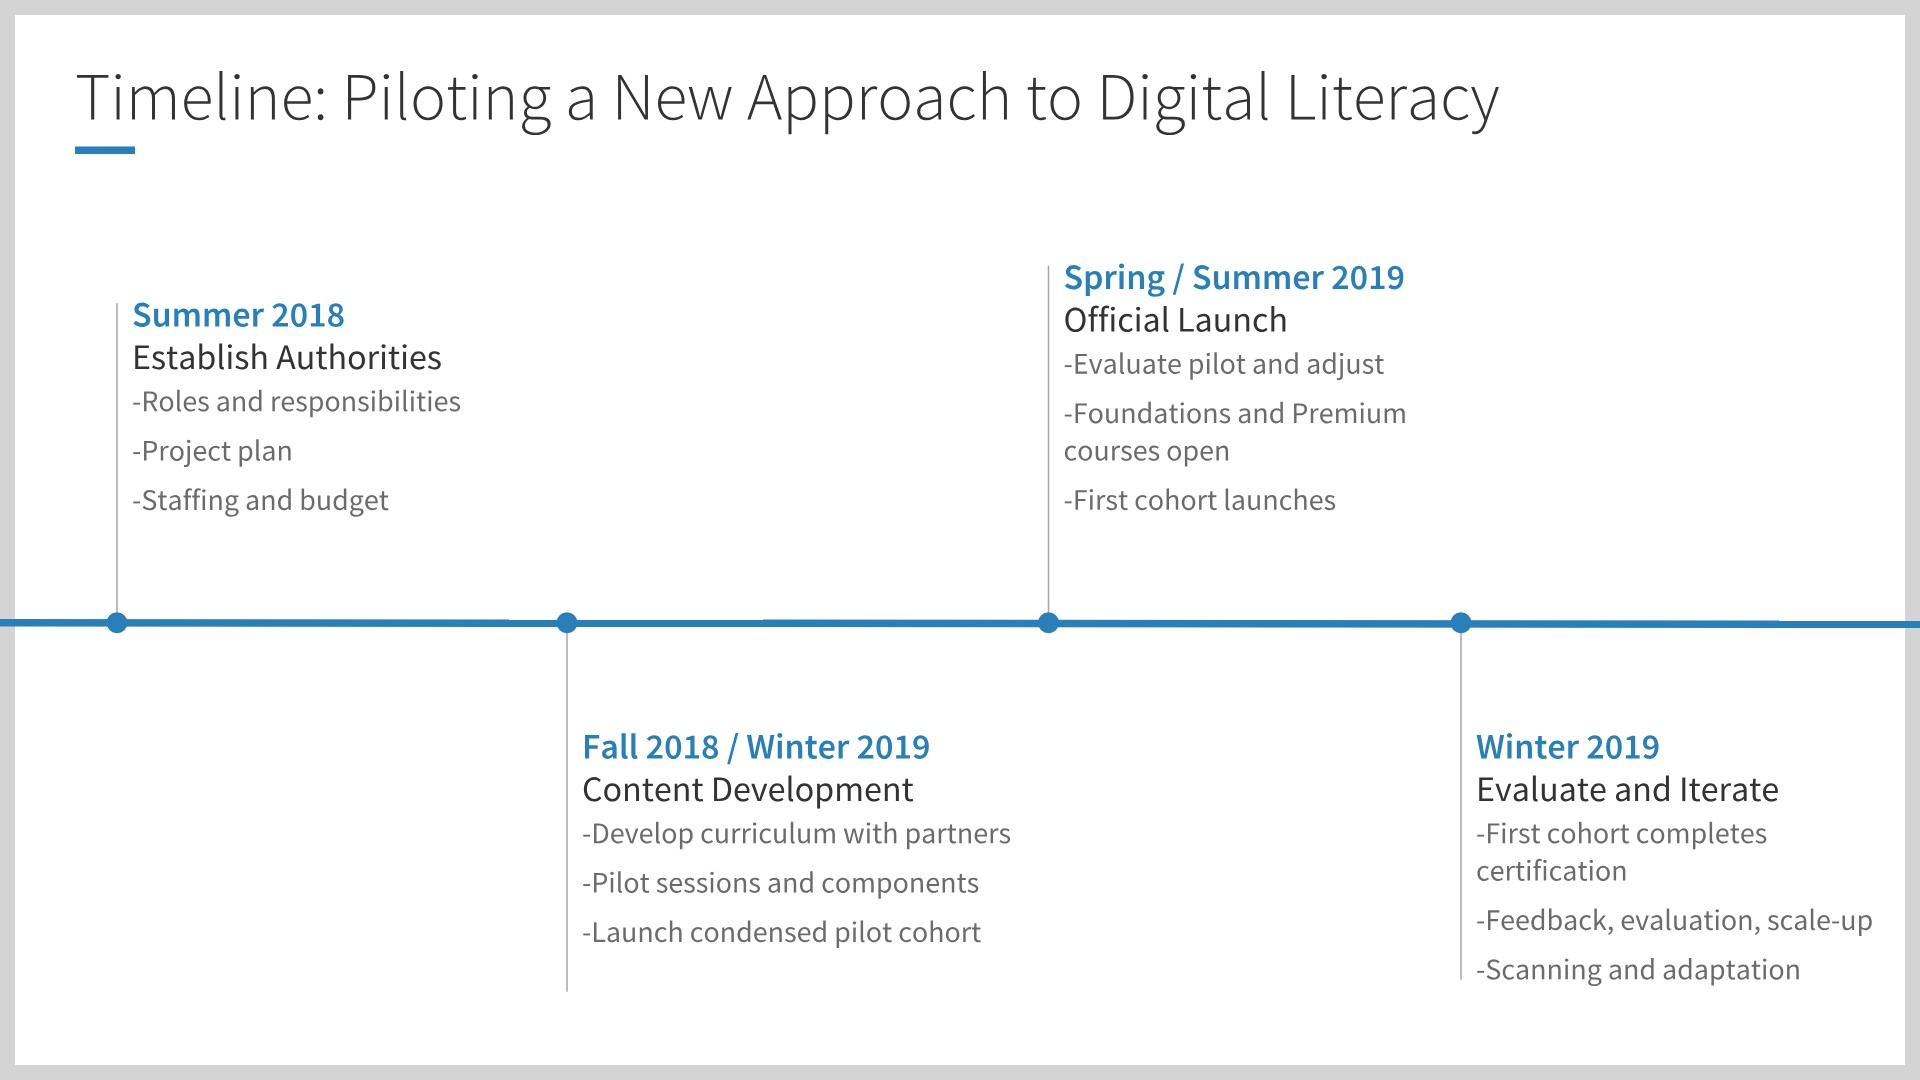 Timeline: Piloting a New Approach to Digital Literacy
Summer 2018
Establish Authorities
-Roles and responsibilities
-Project plan
-Staffing and budget
Fall 2018 / Winter 2019
Content Development
-Develop curriculum with partners
-Pilot sessions and components
-Launch condensed pilot cohort
Spring / Summer 2019
Official Launch
-Evaluate pilot and adjust
-Foundations and Premium
courses open
-First cohort launches
Winter 2019
Evaluate and Iterate
-First cohort completes
certification
-Feedback, evaluation, scale-up
-Scanning and adaptation